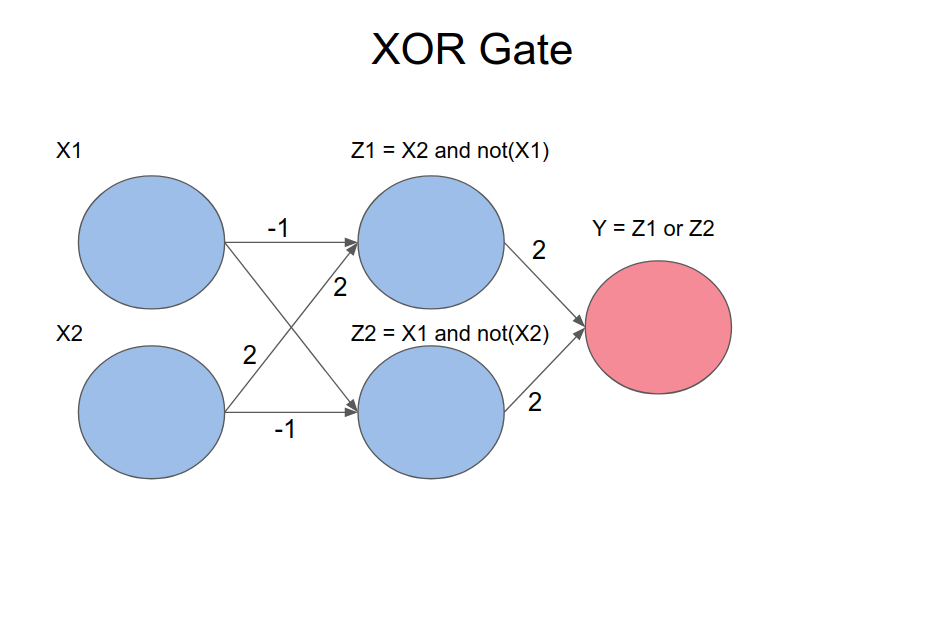 XOR Gate
X1
Z1 = X2 and not(X1)
Y = Z1 or Z2
-1
2
2
X2
Z2 = X1 and not(X2)
2
-1
2